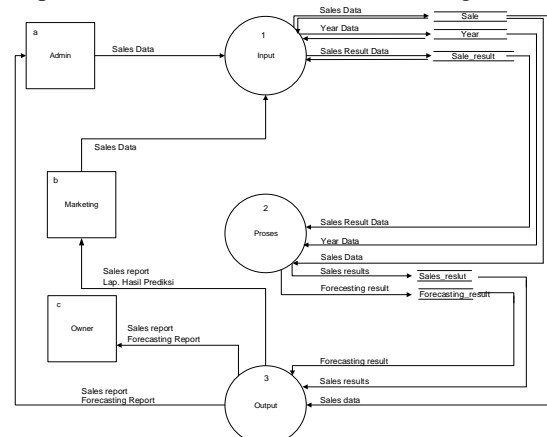 Sales Data
Sale
a
1
Year Data
Year
Admin
Sales Data
Input
Sales Result Data
Sale_result
Sales Data
b
Marketing
2
Sales Result Data
Proses
Year Data
Sales Data
Sales results
Sales_reslut
Sales report
Lap. Hasil Prediksi
Forecesting result
Forecasting_result
c
Owner
Sales report
Forecasting Report
Forecasting result
3
Sales results
Sales report
Forecasting Report
Output
Sales data